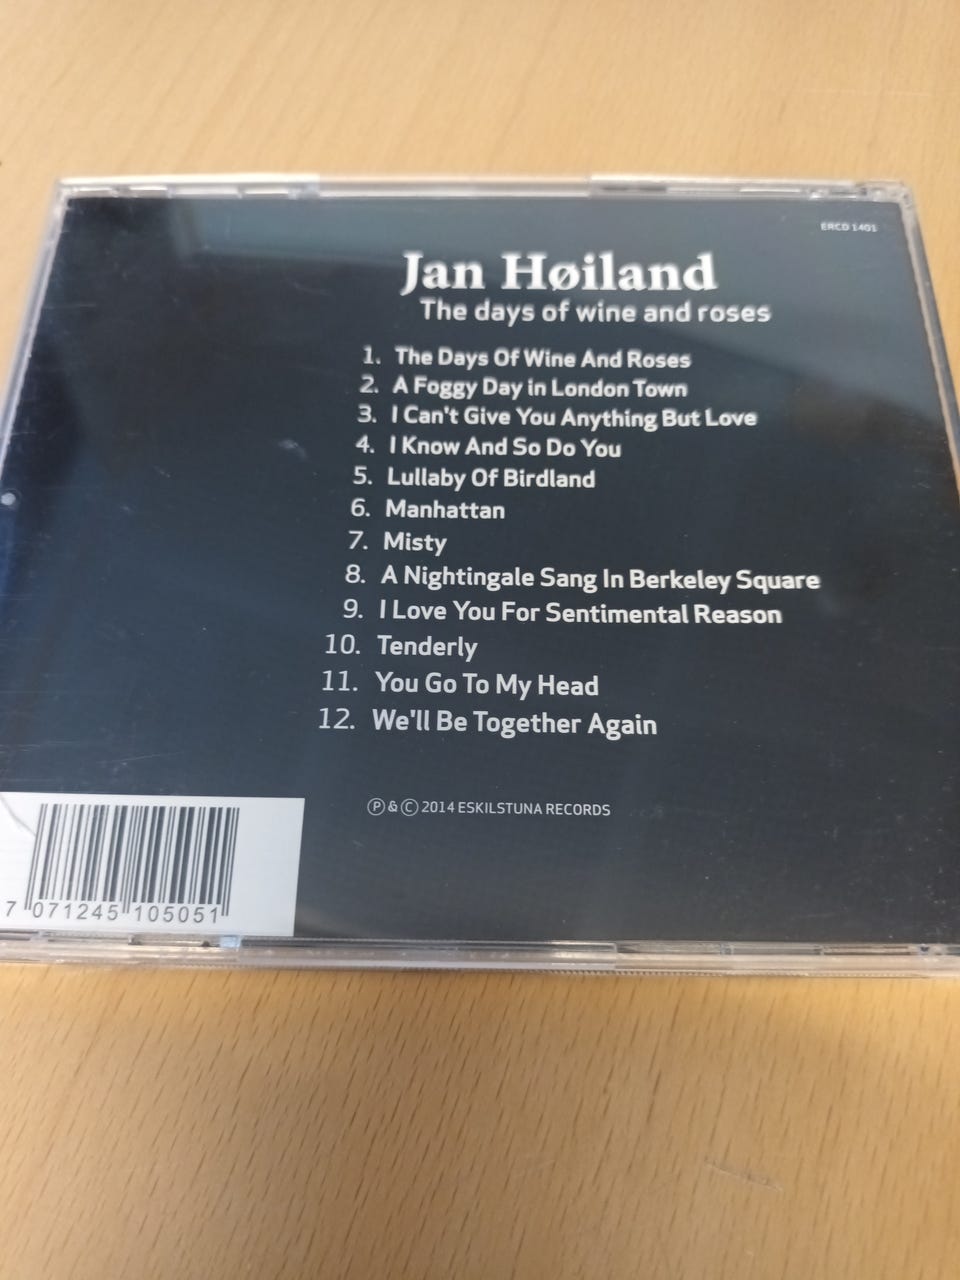 ERCD 1401
Jan Høiland
The days of wine and roses
1. The Days Of Wine And Roses
2. A Foggy Day in London Town
3. I Can't Give You Anything But Love
4. I Know And So Do You
5. Lullaby Of Birdland
6. Manhattan
7. Misty
8. A Nightingale Sang In Berkeley Square
9. I Love You For Sentimental Reason
10. Tenderly
11. You Go To My Head
12. We'll Be Together Again
℗ & © 2014 ESKILSTUNA RECORDS
7 071245 105051